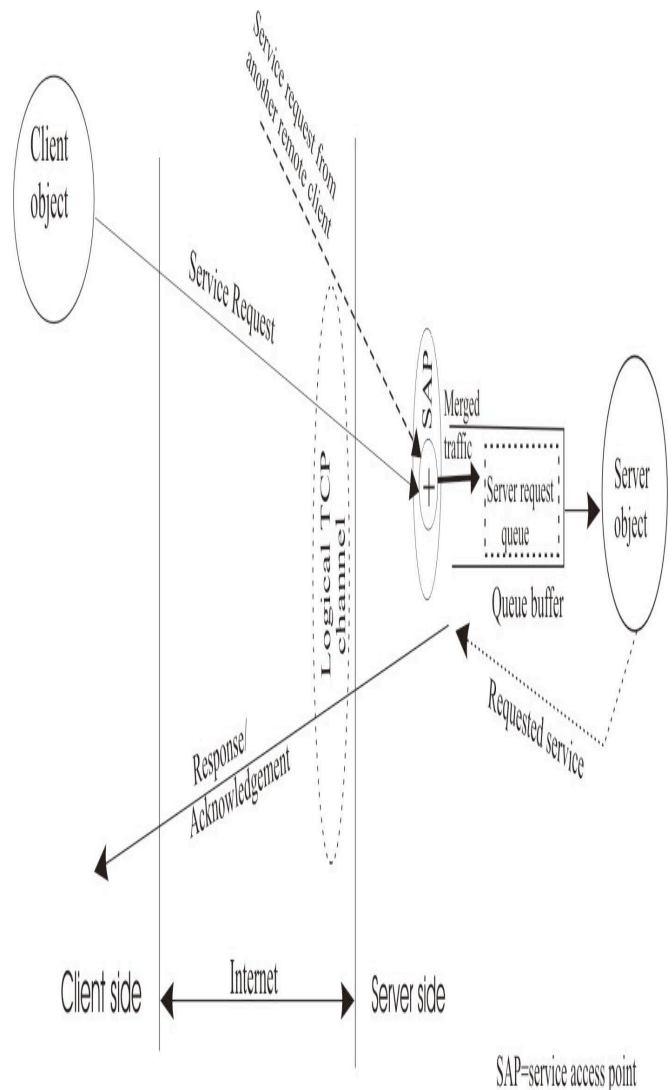 Service request from
another remote client
Client
object
Service Request
SAP
Merged
traffic
+
Server request
queue
Server
object
Logical TCP
channel
Queue buffer
Requested service
Response/
Acknowledgement
Client side
Internet
Server side
SAP=service access point